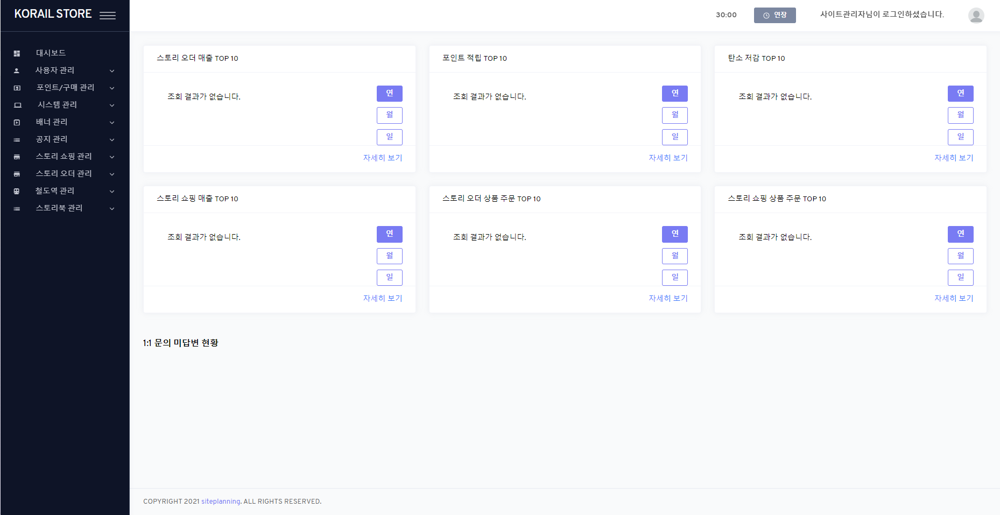 KORAIL STORE
30:00
연장
사이트관리자님이 로그인하셨습니다.
대시보드
사용자 관리
포인트/구매 관리
시스템 관리
배너 관리
공지 관리
스토리 쇼핑 관리
스토리 오더 관리
철도역 관리
스토리북 관리
스토리 오더 매출 TOP 10
조회 결과가 없습니다.
연
월
일
자세히 보기
포인트 적립 TOP 10
조회 결과가 없습니다.
연
월
일
자세히 보기
탄소 저감 TOP 10
조회 결과가 없습니다.
연
월
일
자세히 보기
스토리 쇼핑 매출 TOP 10
조회 결과가 없습니다.
연
월
일
자세히 보기
스토리 오더 상품 주문 TOP 10
조회 결과가 없습니다.
연
월
일
자세히 보기
스토리 쇼핑 상품 주문 TOP 10
조회 결과가 없습니다.
연
월
일
자세히 보기
1:1 문의 미답변 현황
COPYRIGHT 2021 siteplanning. ALL RIGHTS RESERVED.